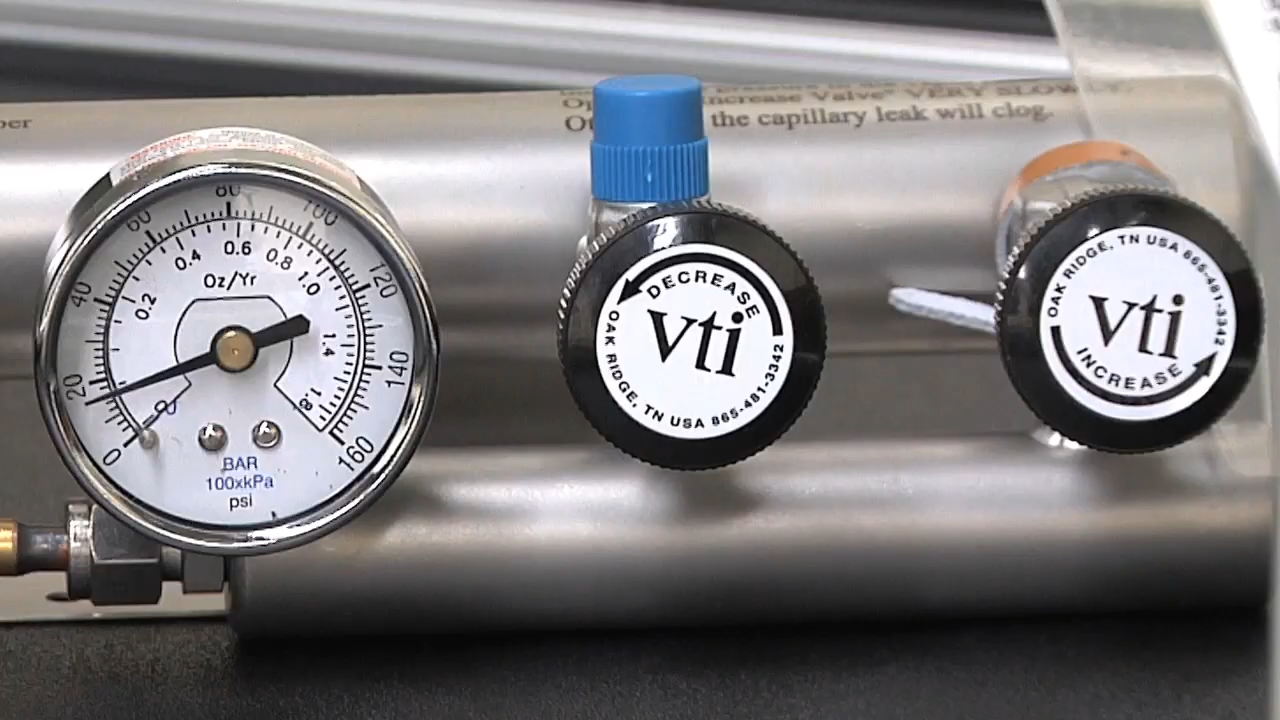 per
Increase Valve" VERY SLOWLY.
the capillary leak will clog.
0 20 40 60 80 100 120 140 160
0 0.2 0.4 0.6 0.8 1.0 1.4 1.8
Oz/Yr
BAR
100xkPa
psi
DECREASE
vti
OAK RIDGE, TN USA 865-481-3342
OAK RIDGE, TN USA 865-481-3342
vti
INCREASE